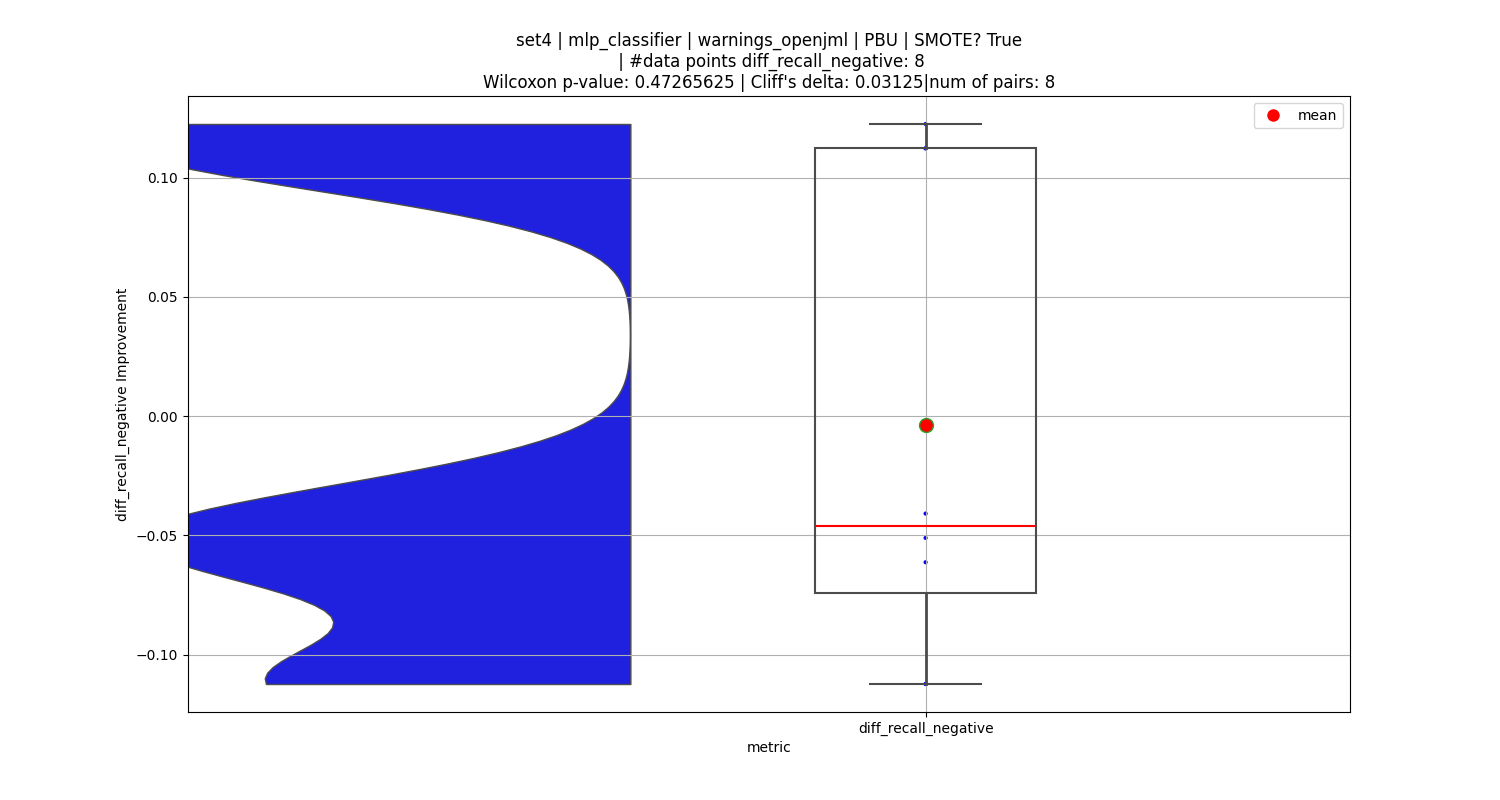 set4 | mlp_classifier | warnings_openjml | PBU | SMOTE? True
| #data points diff_recall_negative: 8
Wilcoxon p-value: 0.47265625 | Cliff's delta: 0.03125|num of pairs: 8
mean
0.10
0.05
0.00
−0.05
−0.10
diff_recall_negative Improvement
diff_recall_negative
metric